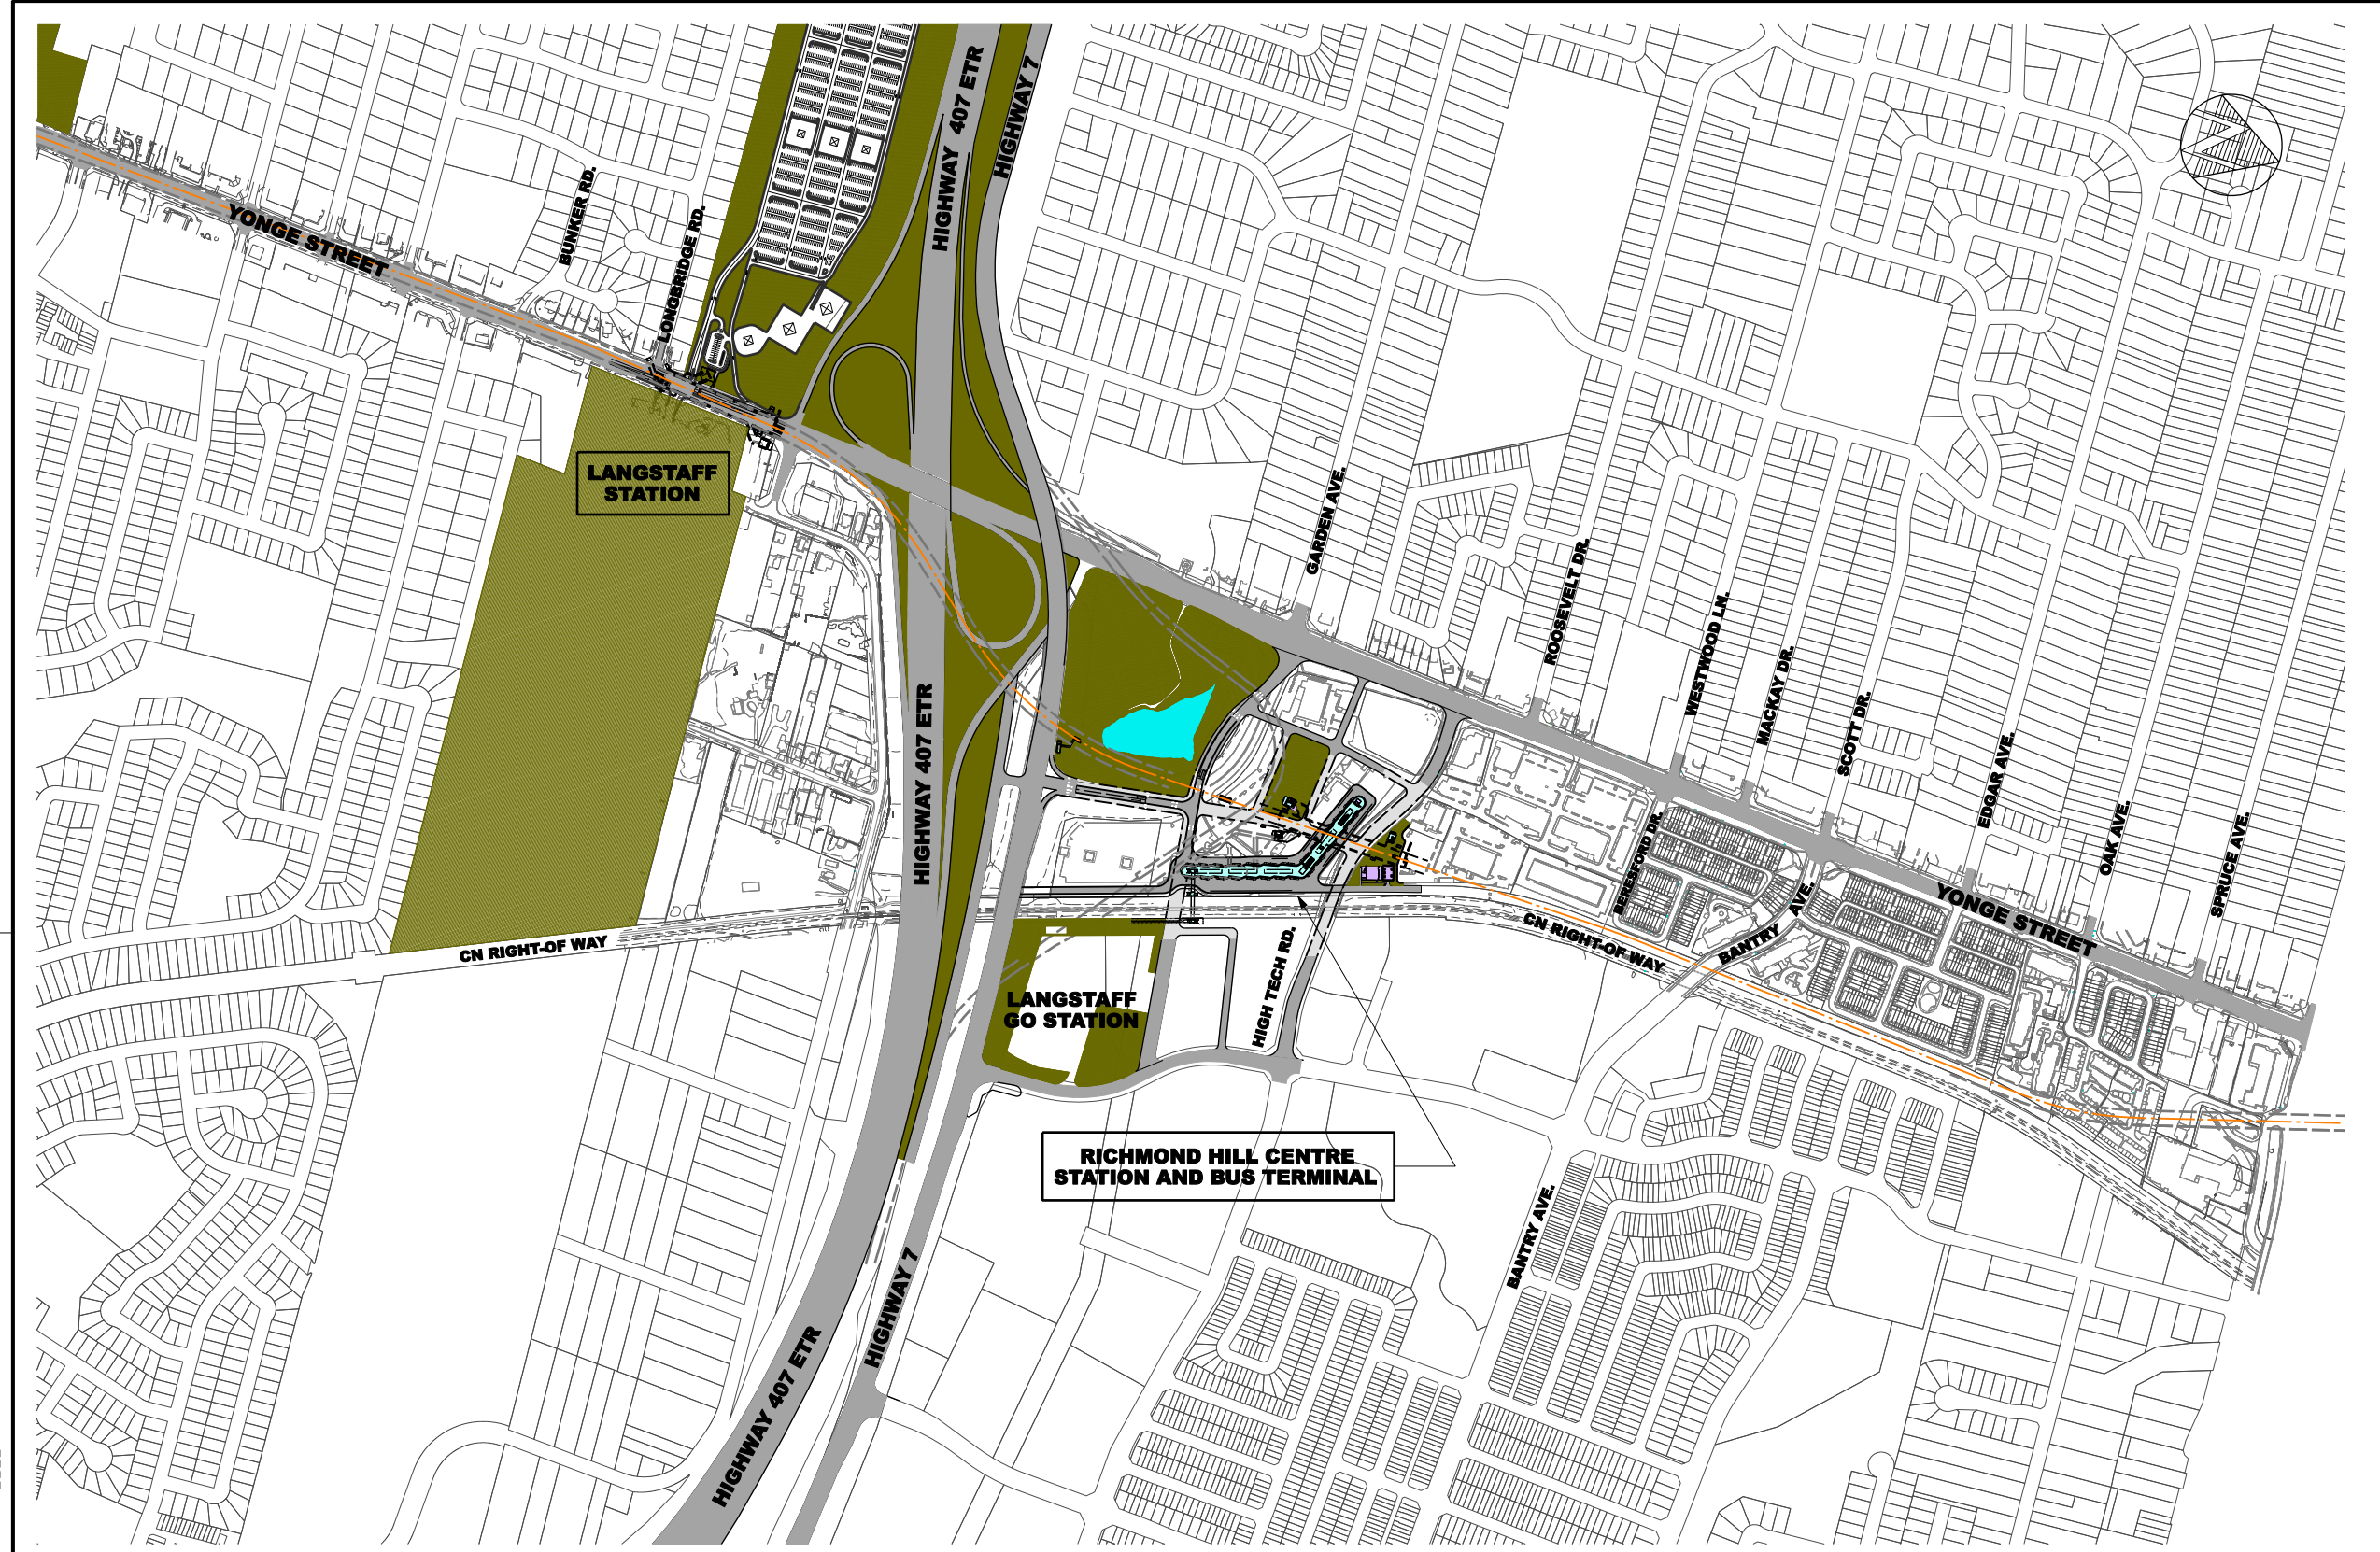 HIGHWAY 407 ETR
HIGHWAY 7
YONGE STREET
BUNKER RD.
LONGBRIDGE RD.
LANGSTAFF
STATION
GARDEN AVE.
ROOSEVELT DR.
WESTWOOD LN.
MACKAY DR.
SCOTT DR.
EDGAR AVE.
OAK AVE.
SPRUCE AVE.
HIGHWAY 407 ETR
BERESFORD DR.
YONGE STREET
BANTRY
AVE.
CN RIGHT-OF WAY
CN RIGHT-OF WAY
HIGH TECH RD.
LANGSTAFF
GO STATION
RICHMOND HILL CENTRE
STATION AND BUS TERMINAL
BANTRY AVE.
HIGHWAY 7
HIGHWAY 407 ETR